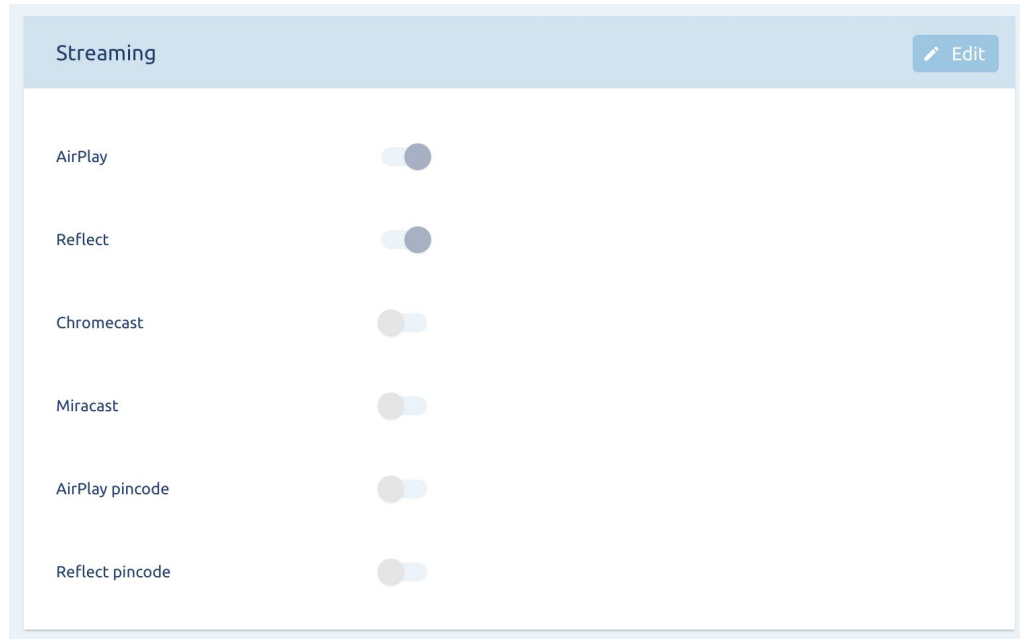 Streaming
Edit
AirPlay
Reflect
Chromecast
Miracast
AirPlay pincode
Reflect pincode